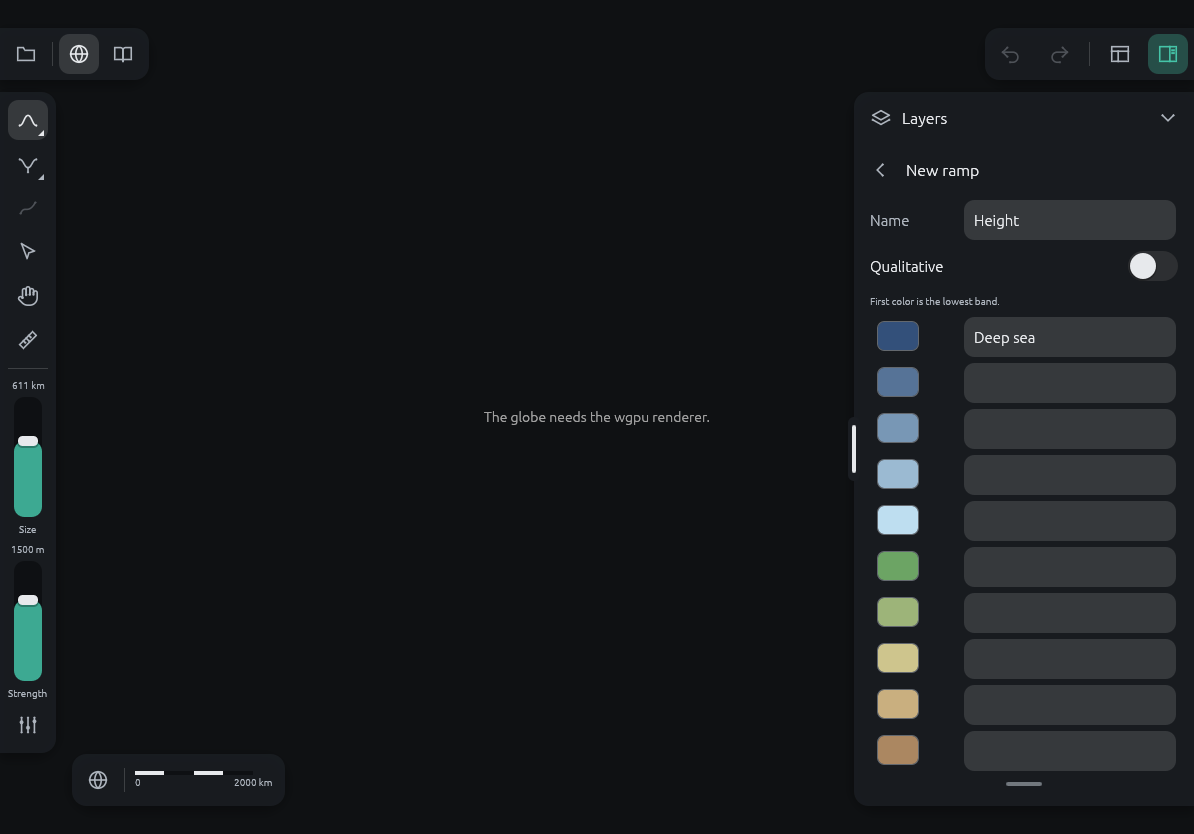 Layers
New ramp
Name
Height
Qualitative
First color is the lowest band.
Deep sea
611 km
Size
1500 m
Strength
The globe needs the wgpu renderer.
0
2000 km